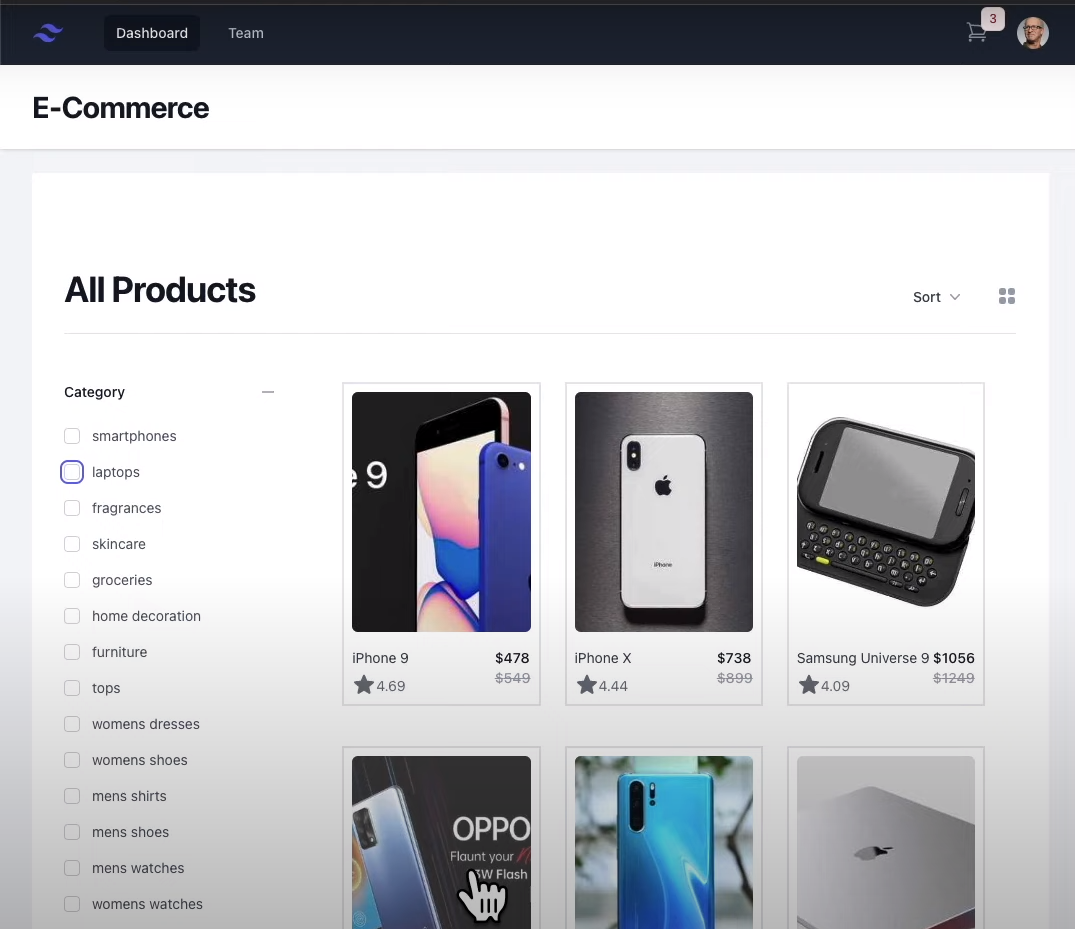 Dashboard
Team
3
E-Commerce
All Products
Sort
Category
smartphones
laptops
fragrances
skincare
groceries
home decoration
furniture
tops
womens dresses
womens shoes
mens shirts
mens shoes
mens watches
womens watches
9
iPhone
iPhone 9 $478
4.69 $549
iPhone X $738
4.44 $899
Samsung Universe 9 $1056
4.09 $1249
OPPO
Flaunt your
Flash